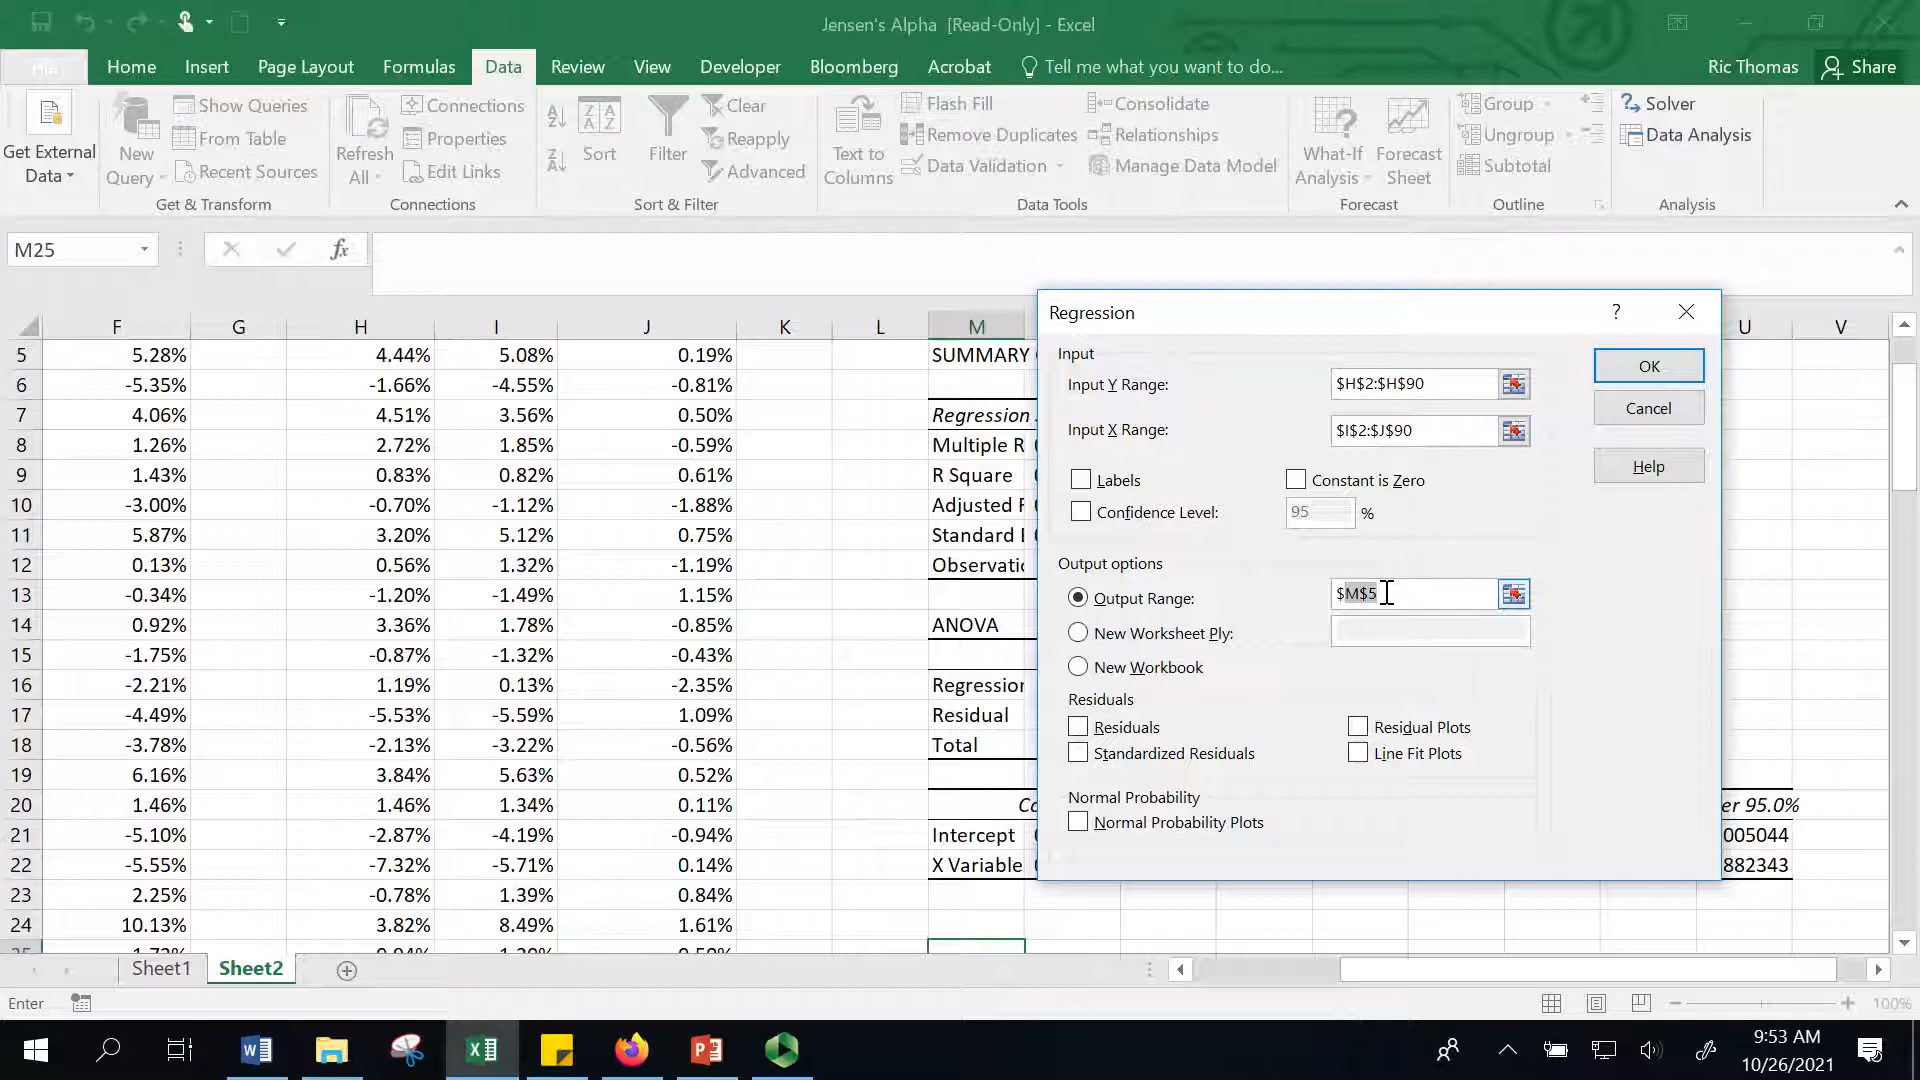 Jensen's Alpha [Read-Only] - Excel
Home Insert Page Layout Formulas Data Review View Developer Bloomberg Acrobat Tell me what you want to do... Ric Thomas Share
Get External Data
New Query
Show Queries
From Table
Recent Sources
Get & Transform
Refresh All
Connections
Properties
Edit Links
Connections
Sort
Filter
Clear
Reapply
Advanced
Sort & Filter
Text to Columns
Flash Fill
Remove Duplicates
Data Validation
Consolidate
Relationships
Manage Data Model
Data Tools
What-If Analysis
Forecast Sheet
Forecast
Group
Ungroup
Subtotal
Outline
Solver
Data Analysis
Analysis
M25 fx
F G H I J K L M U V
5 5.28% 4.44% 5.08% 0.19% SUMMARY
6 -5.35% -1.66% -4.55% -0.81%
7 4.06% 4.51% 3.56% 0.50% Regression
8 1.26% 2.72% 1.85% -0.59% Multiple R
9 1.43% 0.83% 0.82% 0.61% R Square
10 -3.00% -0.70% -1.12% -1.88% Adjusted
11 5.87% 3.20% 5.12% 0.75% Standard
12 0.13% 0.56% 1.32% -1.19% Observatio
13 -0.34% -1.20% -1.49% 1.15%
14 0.92% 3.36% 1.78% -0.85% ANOVA
15 -1.75% -0.87% -1.32% -0.43%
16 -2.21% 1.19% 0.13% -2.35% Regression
17 -4.49% -5.53% -5.59% 1.09% Residual
18 -3.78% -2.13% -3.22% -0.56% Total
19 6.16% 3.84% 5.63% 0.52%
20 1.46% 1.46% 1.34% 0.11% Co er 95.0%
21 -5.10% -2.87% -4.19% -0.94% Intercept 005044
22 -5.55% -7.32% -5.71% 0.14% X Variable 882343
23 2.25% -0.78% 1.39% 0.84%
24 10.13% 3.82% 8.49% 1.61%
Regression ?
Input
Input Y Range: $H$2:$H$90
Input X Range: $I$2:$J$90
Labels Constant is Zero
Confidence Level: 95 %
OK
Cancel
Help
Output options
Output Range: $M$5
New Worksheet Ply:
New Workbook
Residuals
Residuals Residual Plots
Standardized Residuals Line Fit Plots
Normal Probability
Normal Probability Plots
Sheet1 Sheet2
Enter 100%
9:53 AM
10/26/2021